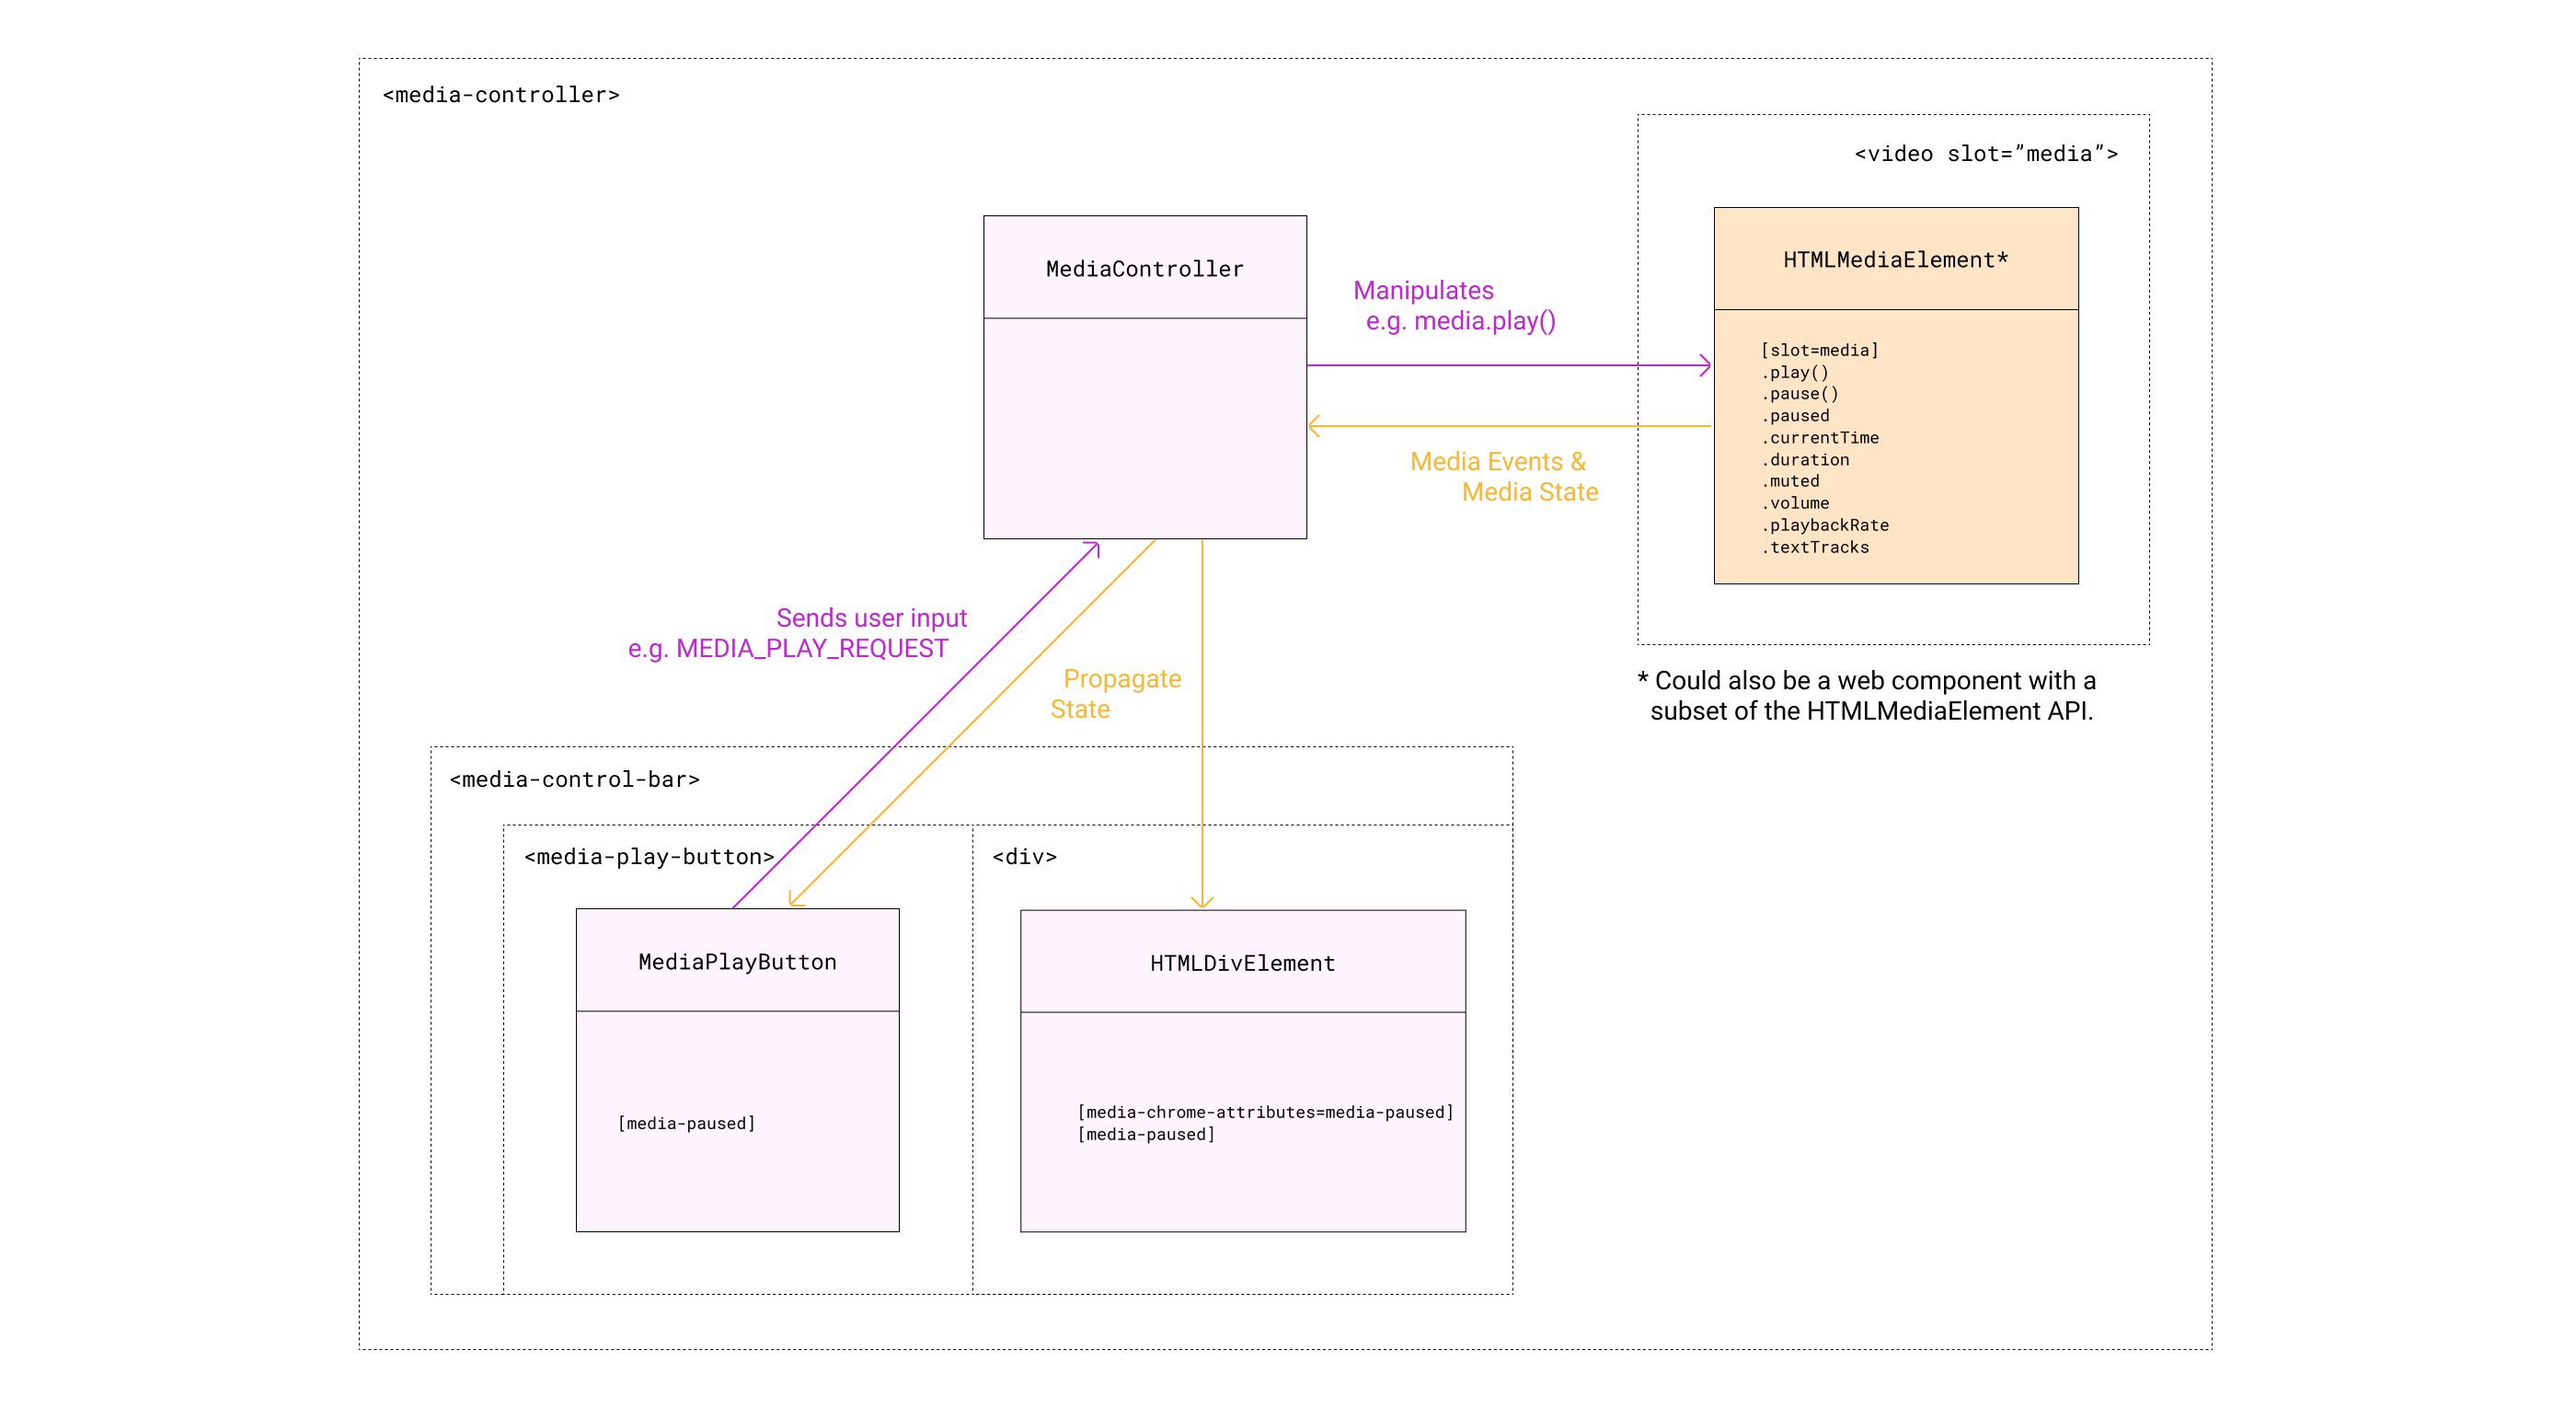 <media-controller>
<video slot=”media”>
MediaController
HTMLMediaElement*
Manipulates
e.g. media.play()
[slot=media]
.play()
.pause()
.paused
.currentTime
.duration
.muted
.volume
.playbackRate
.textTracks
Media Events &
Media State
Sends user input
e.g. MEDIA_PLAY_REQUEST
Propagate
State
* Could also be a web component with a
subset of the HTMLMediaElement API.
<media-control-bar>
<media-play-button>
<div>
MediaPlayButton
HTMLDivElement
[media-paused]
[media-chrome-attributes=media-paused]
[media-paused]